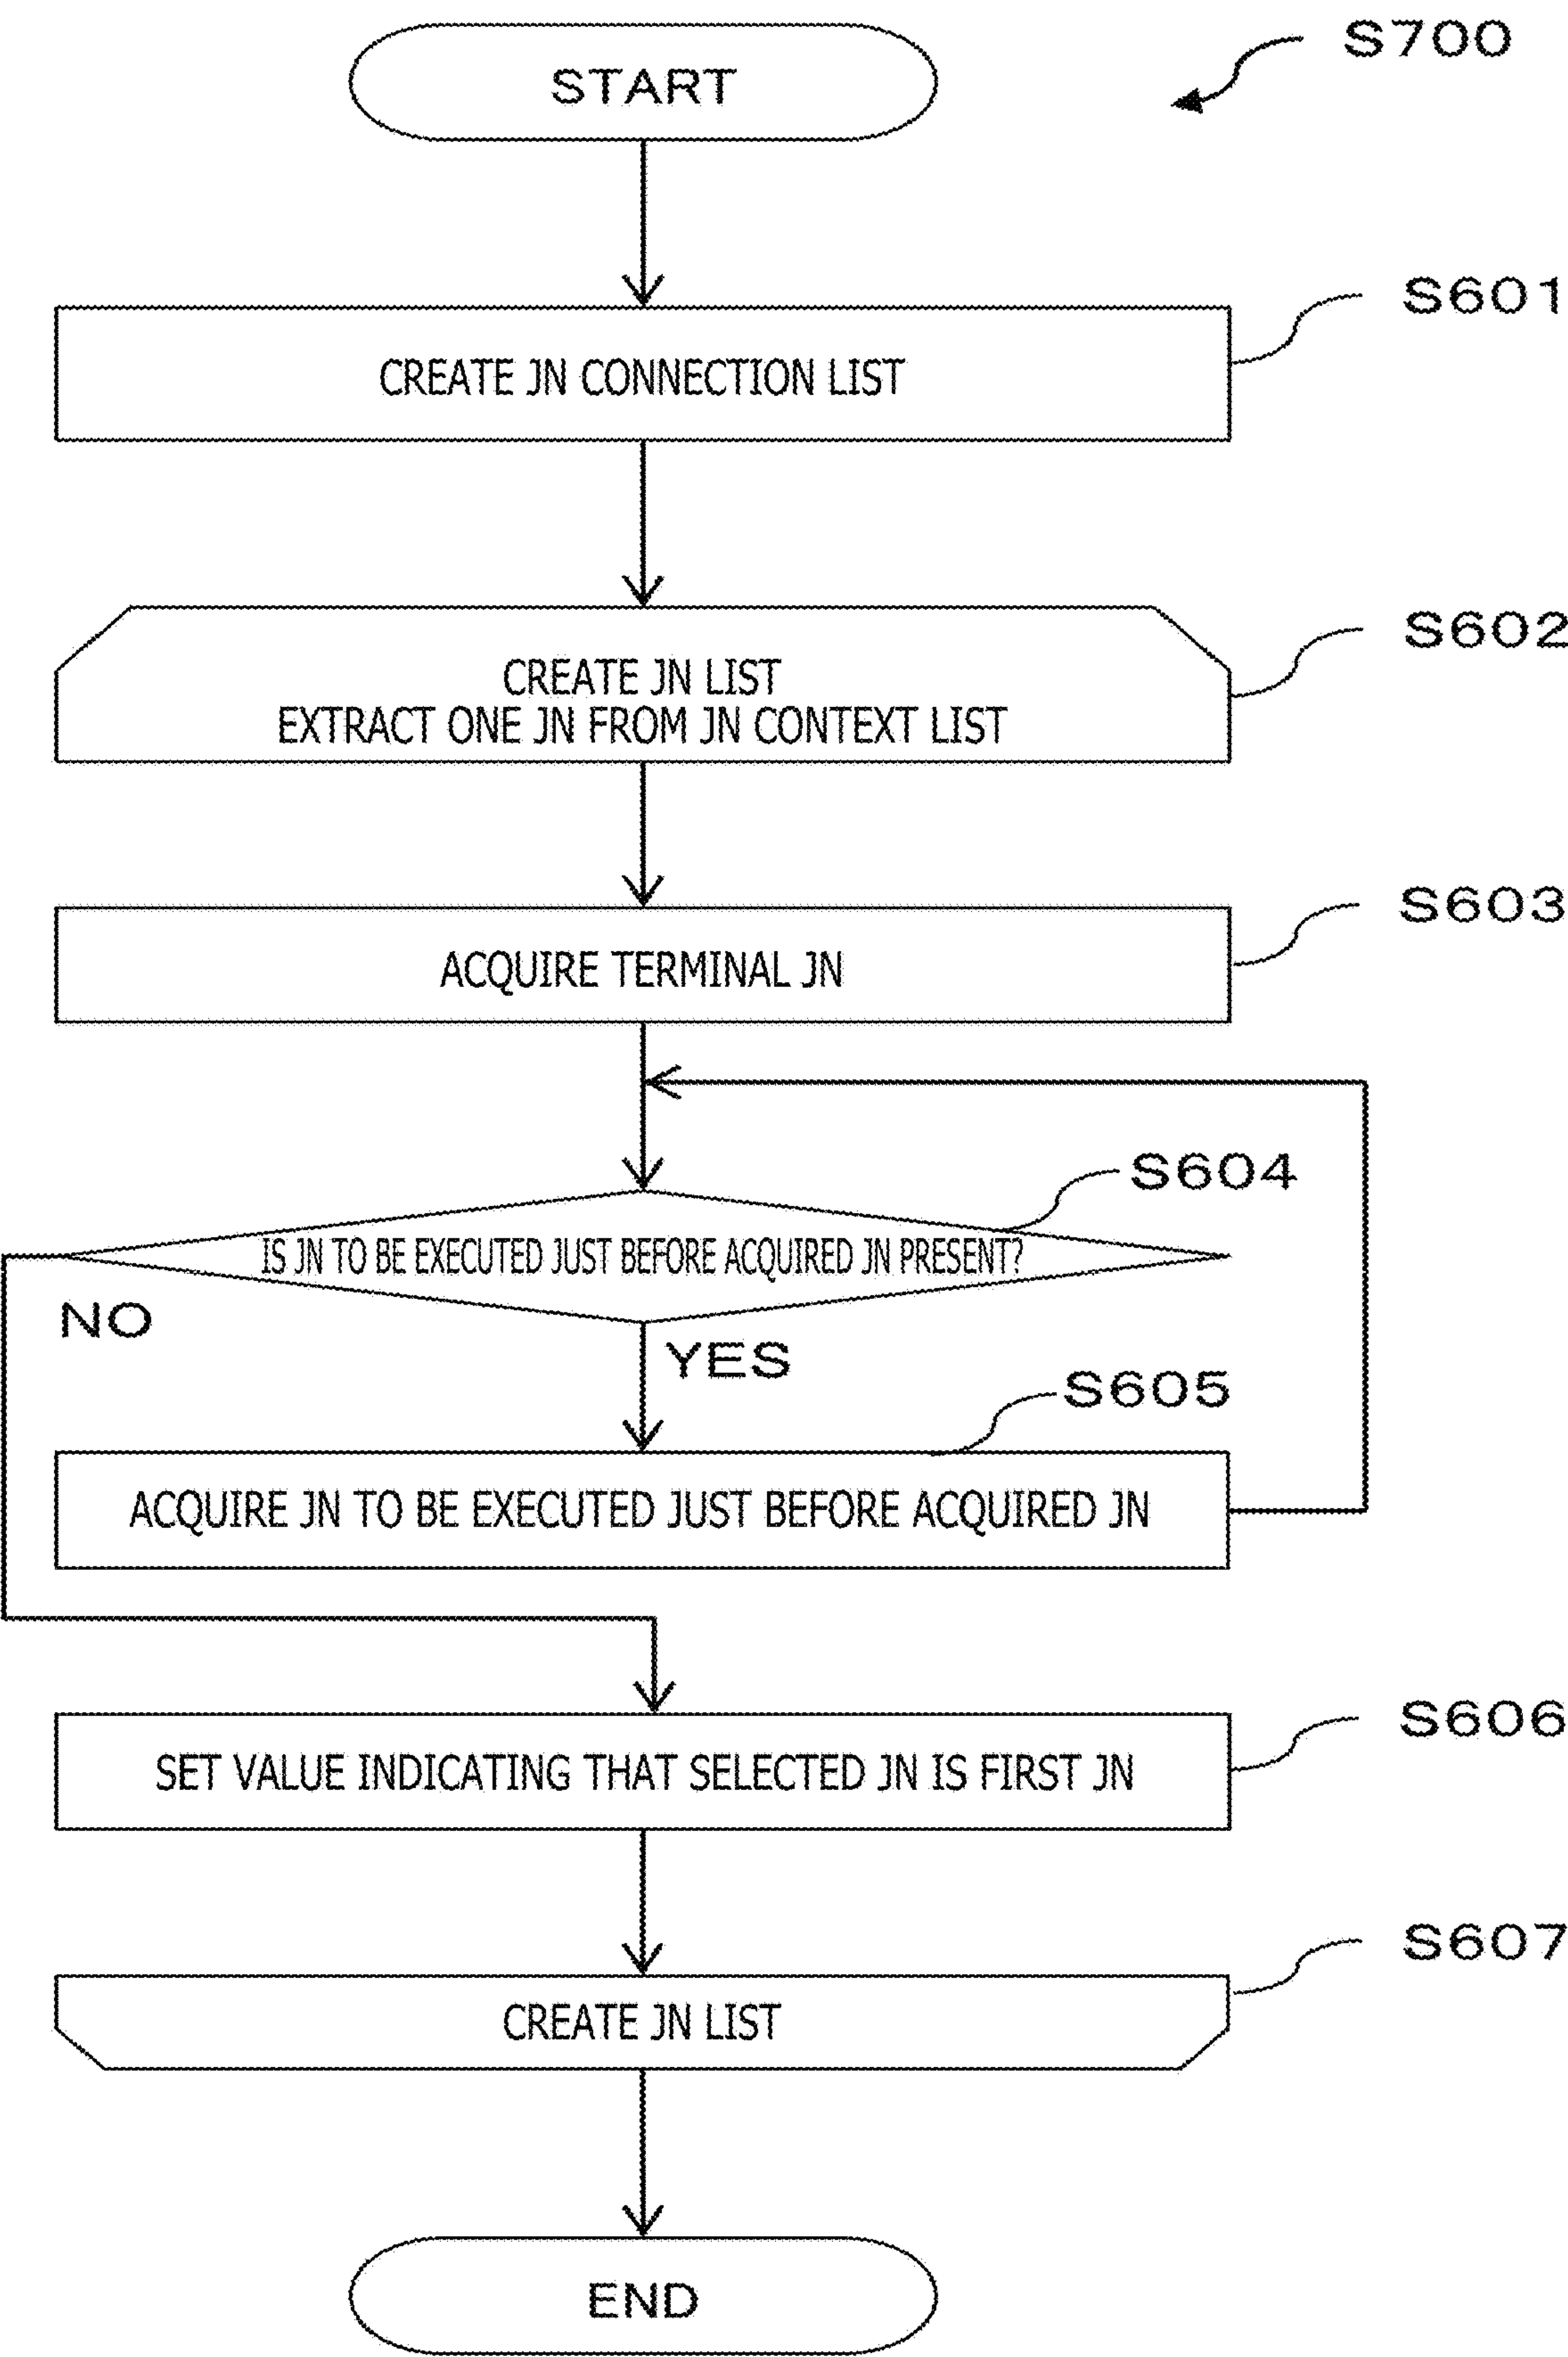 S700
START
S601
CREATE JN CONNECTION LIST
S602
CREATE JN LIST
EXTRACT ONE JN FROM JN CONTEXT LIST
S603
ACQUIRE TERMINAL JN
S604
IS JN TO BE EXECUTED JUST BEFORE ACQUIRED JN PRESENT?
NO
YES
S605
ACQUIRE JN TO BE EXECUTED JUST BEFORE ACQUIRED JN
S606
SET VALUE INDICATING THAT SELECTED JN IS FIRST JN
S607
CREATE JN LIST
END